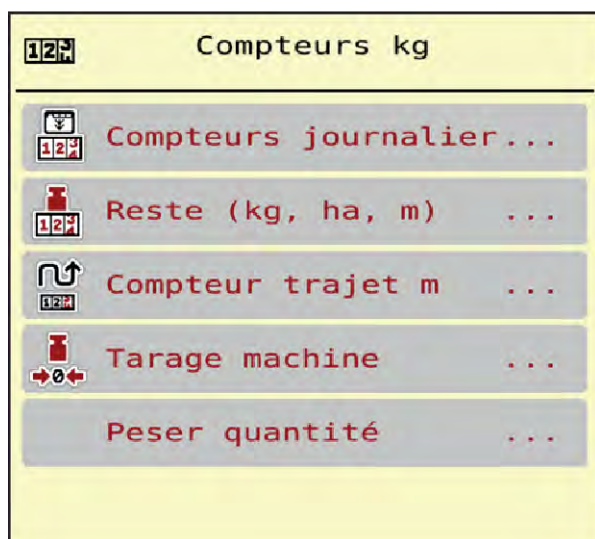 Compteurs kg
Compteurs journalier...
Reste (kg, ha, m) ...
Compteur trajet m ...
Tarage machine ...
Peser quantité ...